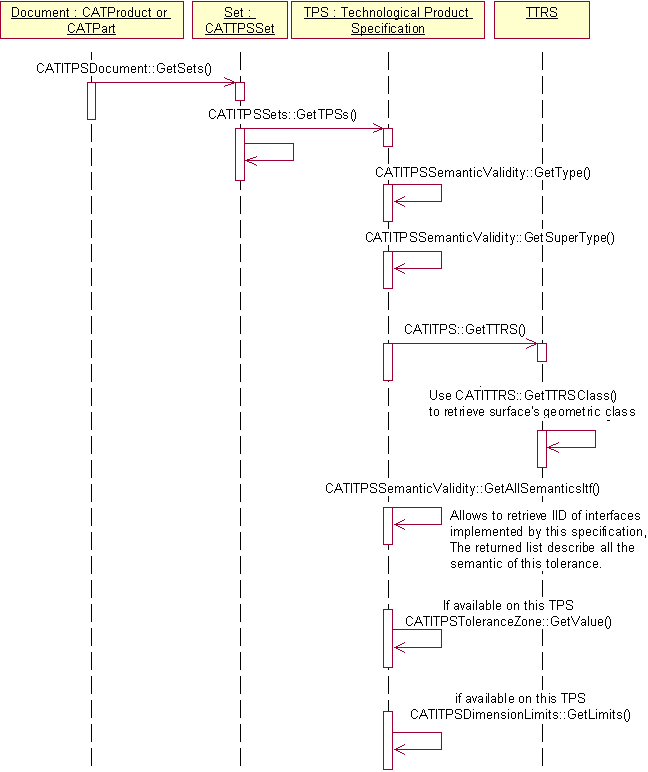 Document : CATProduct or
CATPart
Set :
CATTPSSet
TPS : Technological Product
Specification
TTRS
CATITPSDocument::GetSets()
CATITPSSets::GetTPSs()
CATITPSSemanticValidity::GetType()
CATITPSSemanticValidity::GetSuperType()
CATITPS::GetTTRS()
Use CATITTRS::GetTTRSClass()
to retrieve surface's geometric class
CATITPSSemanticValidity::GetAllSemanticsItf()
Allows to retrieve IID of interfaces
implemented by this specification,
The returned list describe all the
semantic of this tolerance.
If available on this TPS
CATITPSToleranceZone::GetValue()
if available on this TPS
CATITPSDimensionLimits::GetLimits()